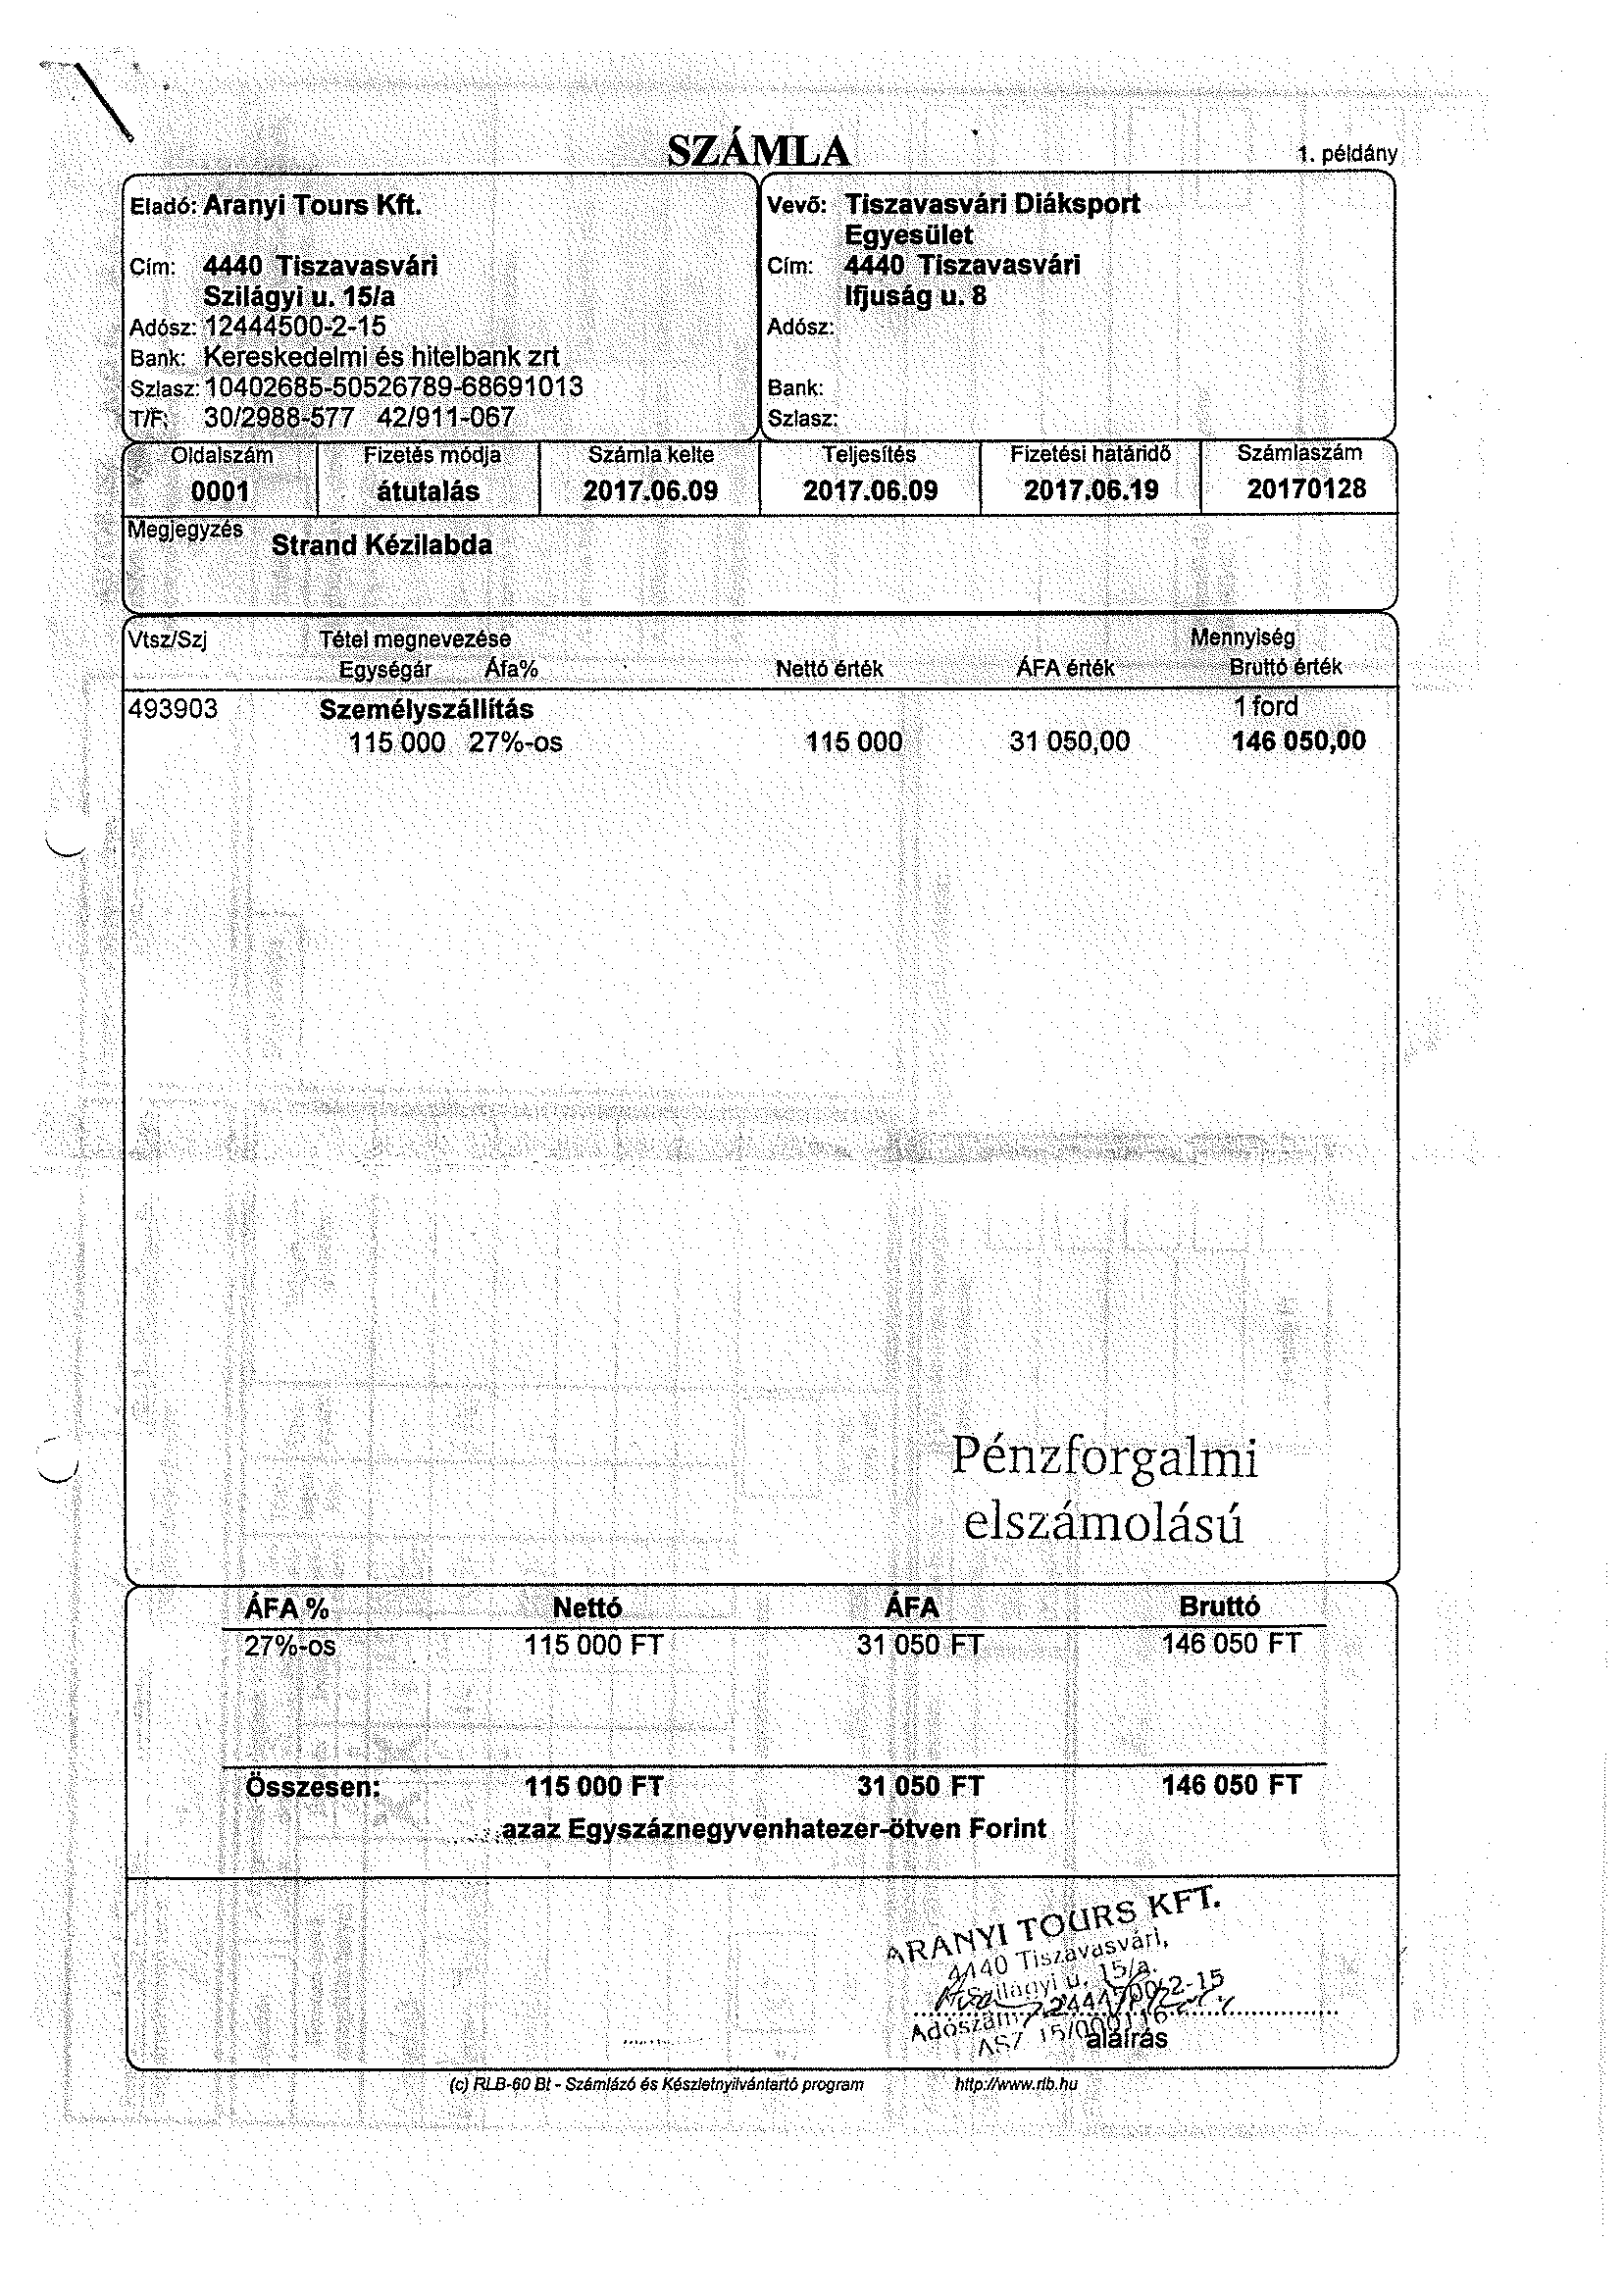 SZÁMLA
1. példány
Eladó: Aranyi Tours Kft.
Cím: 4440 Tiszavasvári
Szilágyi u. 15/a
Adósz: 12444500-2-15
Bank: Kereskedelmi és hitelbank zrt
Szlasz: 10402685-50526789-68691013
T/F: 30/2988-577 42/911-067
Vevő: Tiszavasvári Diáksport
Egyesület
Cím: 4440 Tiszavasvári
Ifjuság u. 8
Adósz:
Bank:
Szlasz:
Oldalszám Fizetés módja Számla kelte Teljesítés Fizetési határidő Számlaszám
0001 átutalás 2017.06.09 2017.06.09 2017.06.19 20170128
Megjegyzés
Strand Kézilabda
Vtsz/Szj Tétel megnevezése Mennyiség
Egységár Áfa% Nettó érték ÁFA érték Bruttó érték
493903 Személyszállítás 1 ford
115 000 27%-os 115 000 31 050,00 146 050,00
Pénzforgalmi
elszámolású
ÁFA % Nettó ÁFA Bruttó
27%-os 115 000 FT 31 050 FT 146 050 FT
Összesen: 115 000 FT 31 050 FT 146 050 FT
azaz Egyszáznegyvenhatezer-ötven Forint
ARANYI TOURS KFT.
4440 Tiszavasvári,
Szilágyi u. 15/a.
Adószám: 12444500-2-15
aláírás
(c) RLB-60 Bt - Számlázó és Készletnyilvántartó program http://www.rlb.hu